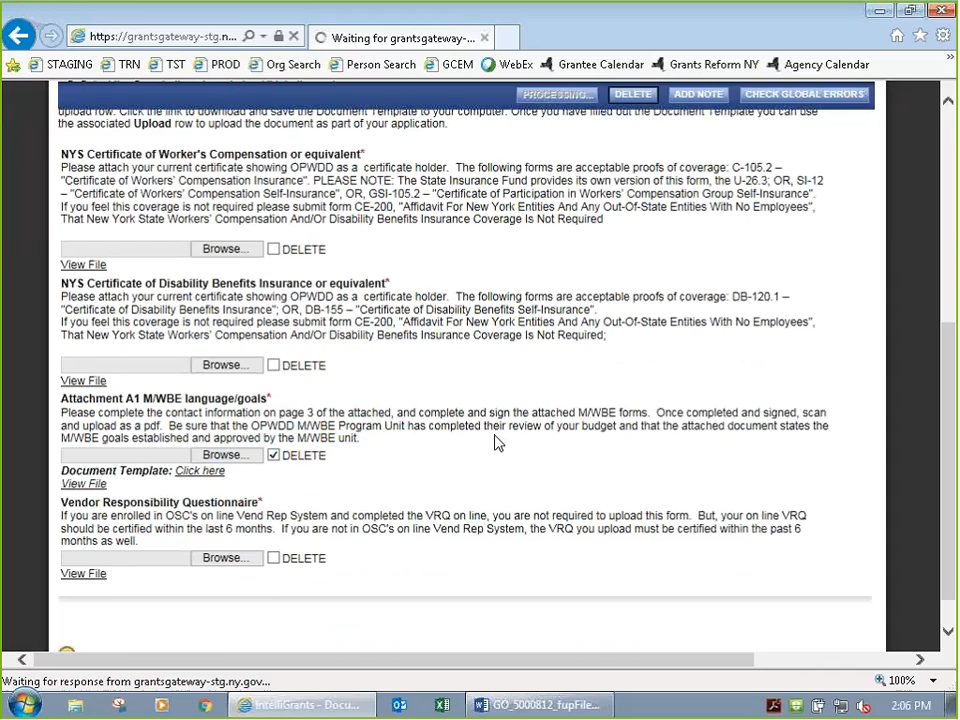 https://grantsgateway-stg.n...
Waiting for grantsgateway-...
STAGING TRN TST PROD Org Search Person Search GCEM WebEx Grantee Calendar Grants Reform NY Agency Calendar
PROCESSING... DELETE ADD NOTE CHECK GLOBAL ERRORS
upload row. Click the link to download and save the Document Template to your computer. Once you have filled out the Document Template you can use
the associated Upload row to upload the document as part of your application.
NYS Certificate of Worker's Compensation or equivalent*
Please attach your current certificate showing OPWDD as a certificate holder. The following forms are acceptable proofs of coverage: C-105.2 –
"Certificate of Workers' Compensation Insurance". PLEASE NOTE: The State Insurance Fund provides its own version of this form, the U-26.3; OR, SI-12
– "Certificate of Workers' Compensation Self-Insurance", OR, GSI-105.2 – "Certificate of Participation in Workers' Compensation Group Self-Insurance".
If you feel this coverage is not required please submit form CE-200, "Affidavit For New York Entities And Any Out-Of-State Entities With No Employees",
That New York State Workers' Compensation And/Or Disability Benefits Insurance Coverage Is Not Required
Browse... DELETE
View File
NYS Certificate of Disability Benefits Insurance or equivalent*
Please attach your current certificate showing OPWDD as a certificate holder. The following forms are acceptable proofs of coverage: DB-120.1 –
"Certificate of Disability Benefits Insurance"; OR, DB-155 – "Certificate of Disability Benefits Self-Insurance".
If you feel this coverage is not required please submit form CE-200, "Affidavit For New York Entities And Any Out-Of-State Entities With No Employees",
That New York State Workers' Compensation And/Or Disability Benefits Insurance Coverage Is Not Required;
Browse... DELETE
View File
Attachment A1 M/WBE language/goals*
Please complete the contact information on page 3 of the attached, and complete and sign the attached M/WBE forms. Once completed and signed, scan
and upload as a pdf. Be sure that the OPWDD M/WBE Program Unit has completed their review of your budget and that the attached document states the
M/WBE goals established and approved by the M/WBE unit.
Browse... DELETE
Document Template: Click here
View File
Vendor Responsibility Questionnaire*
If you are enrolled in OSC's on line Vend Rep System and completed the VRQ on line, you are not required to upload this form. But, your on line VRQ
should be certified within the last 6 months. If you are not in OSC's on line Vend Rep System, the VRQ you upload must be certified within the past 6
months as well.
Browse... DELETE
View File
Waiting for response from grantsgateway-stg.ny.gov...
100%
IntelliGrants - Docu...
GO_5000812_fupFile...
2:06 PM